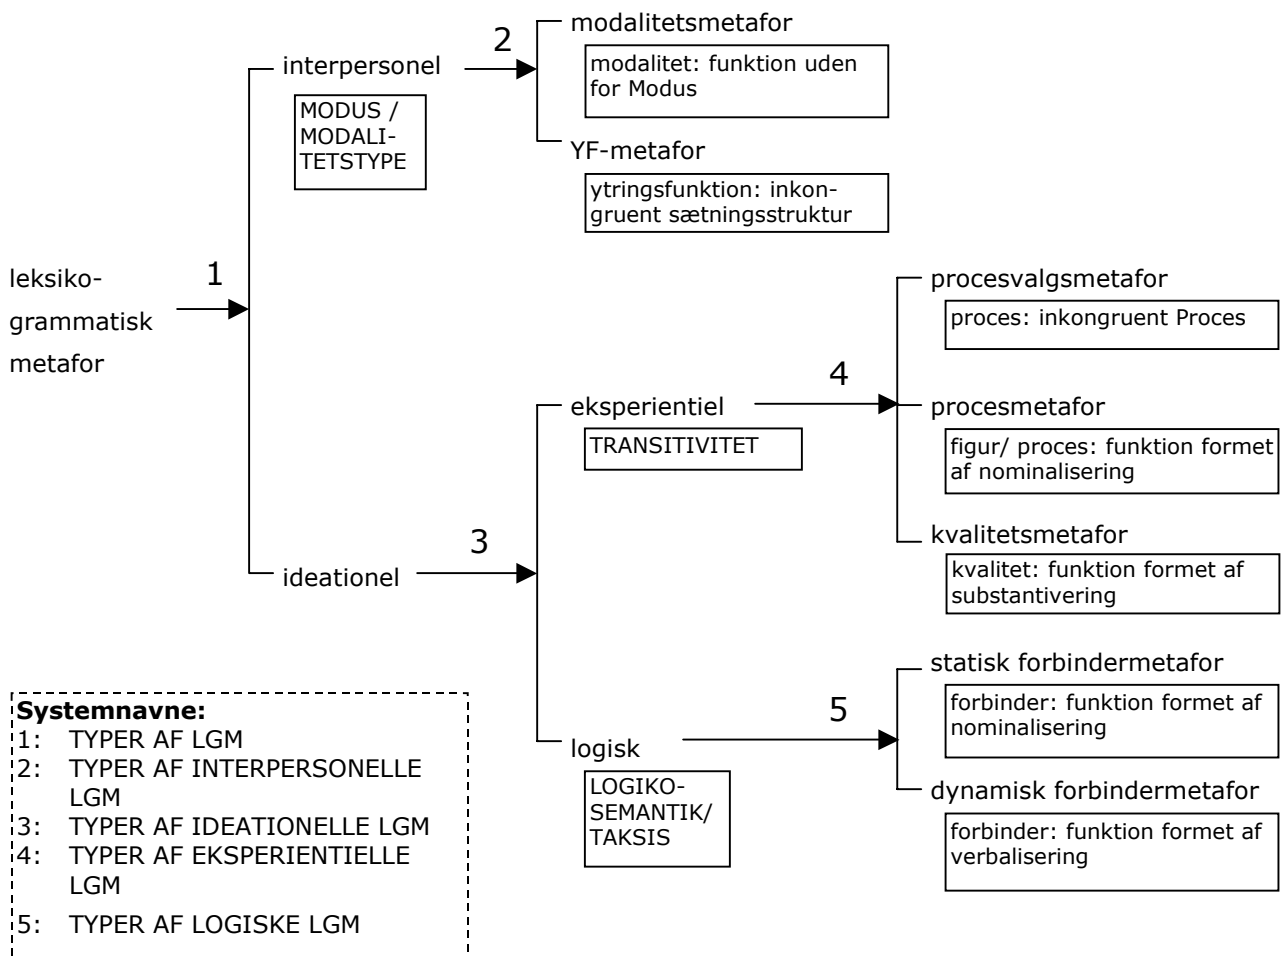 leksiko-
grammatisk
metafor
1
interpersonel
MODUS /
MODALI-
TETSTYPE
2
modalitetsmetafor
modalitet: funktion uden
for Modus
YF-metafor
ytringsfunktion: inkon-
gruent sætningsstruktur
ideationel
3
eksperientiel
TRANSITIVITET
4
procesvalgsmetafor
proces: inkongruent Proces
procesmetafor
figur/ proces: funktion formet
af nominalisering
kvalitetsmetafor
kvalitet: funktion formet af
substantivering
logisk
LOGIKO-
SEMANTIK/
TAKSIS
5
statisk forbindermetafor
forbinder: funktion formet af
nominalisering
dynamisk forbindermetafor
forbinder: funktion formet af
verbalisering
Systemnavne:
1: TYPER AF LGM
2: TYPER AF INTERPERSONELLE
LGM
3: TYPER AF IDEATIONELLE LGM
4: TYPER AF EKSPERIENTIELLE
LGM
5: TYPER AF LOGISKE LGM